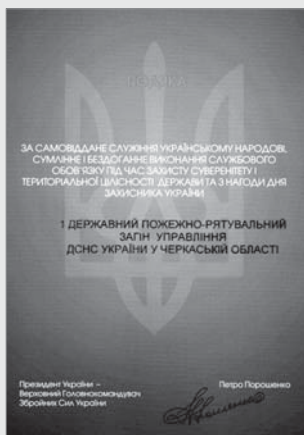 ПОДЯКА
ЗА САМОВІДДАНЕ СЛУЖІННЯ УКРАЇНСЬКОМУ НАРОДОВІ,
СУМЛІННЕ І БЕЗДОГАННЕ ВИКОНАННЯ СЛУЖБОВОГО
ОБОВ'ЯЗКУ ПІД ЧАС ЗАХИСТУ СУВЕРЕНІТЕТУ І
ТЕРИТОРІАЛЬНОЇ ЦІЛІСНОСТІ ДЕРЖАВИ ТА З НАГОДИ ДНЯ
ЗАХИСНИКА УКРАЇНИ
1 ДЕРЖАВНИЙ ПОЖЕЖНО-РЯТУВАЛЬНИЙ
ЗАГІН УПРАВЛІННЯ
ДСНС УКРАЇНИ У ЧЕРКАСЬКІЙ ОБЛАСТІ
Президент України –
Верховний Головнокомандувач
Збройних Сил України
Петро Порошенко